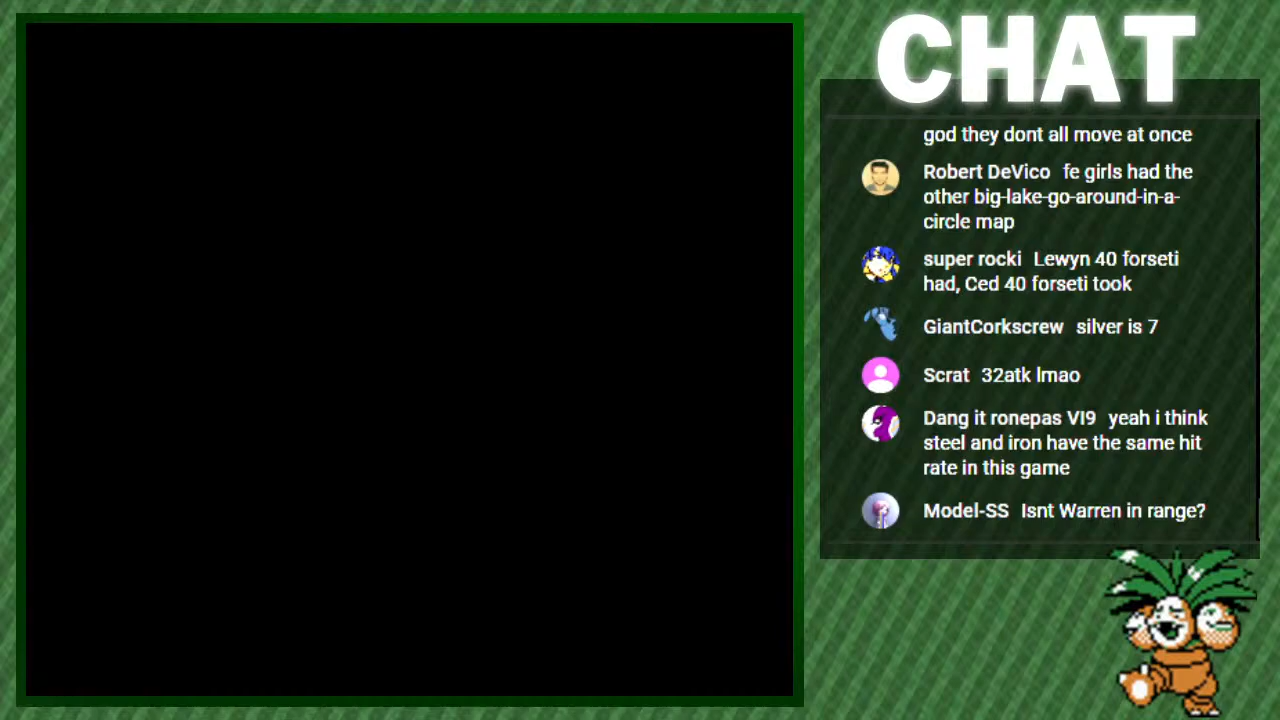 CHAT
god they dont all move at once
Robert DeVico fe girls had the
other big-lake-go-around-in-a-
circle map
super rocki Lewyn 40 forseti
had, Ced 40 forseti took
GiantCorkscrew silver is 7
Scrat 32atk lmao
Dang it ronepas VI9 yeah i think
steel and iron have the same hit
rate in this game
Model-SS Isnt Warren in range?